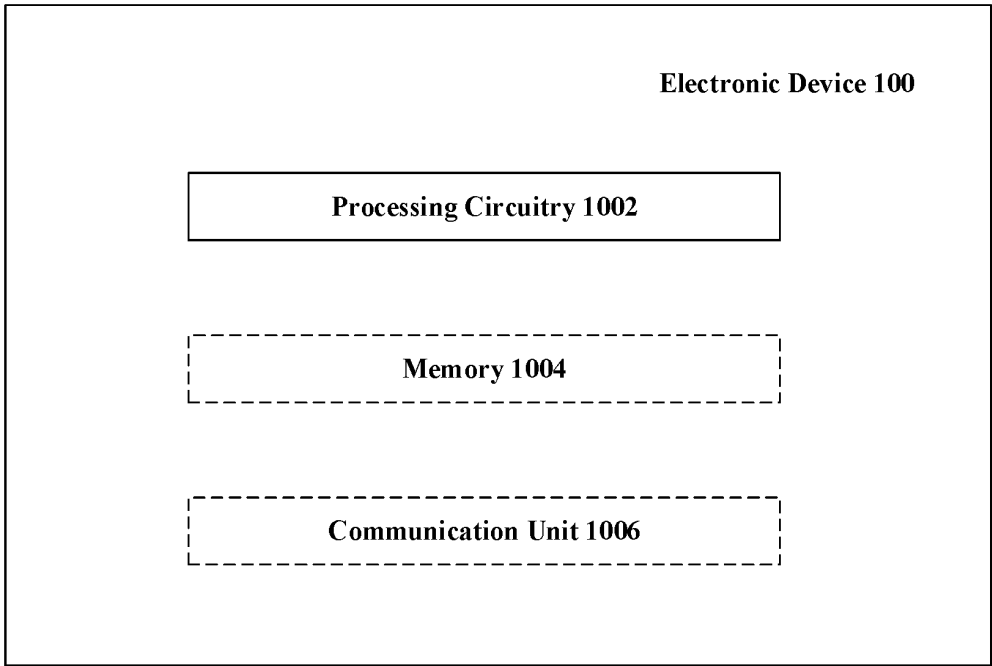 Electronic Device 100
Processing Circuitry 1002
Memory 1004
Communication Unit 1006